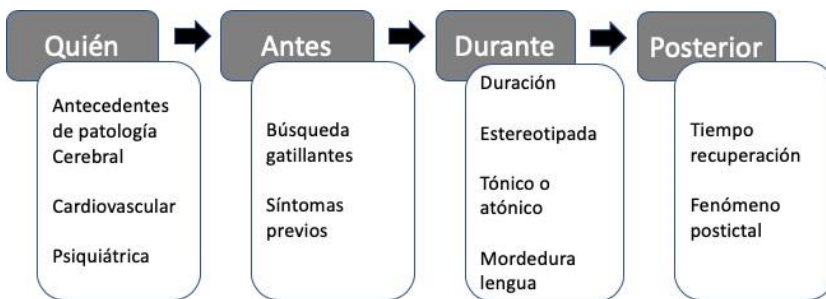 Quién
Antecedentes
de patología
Cerebral
Cardiovascular
Psiquiátrica
Antes
Búsqueda
gatillantes
Síntomas
previos
Durante
Duración
Estereotipada
Tónico o
atónico
Mordedura
lengua
Posterior
Tiempo
recuperación
Fenómeno
postictal